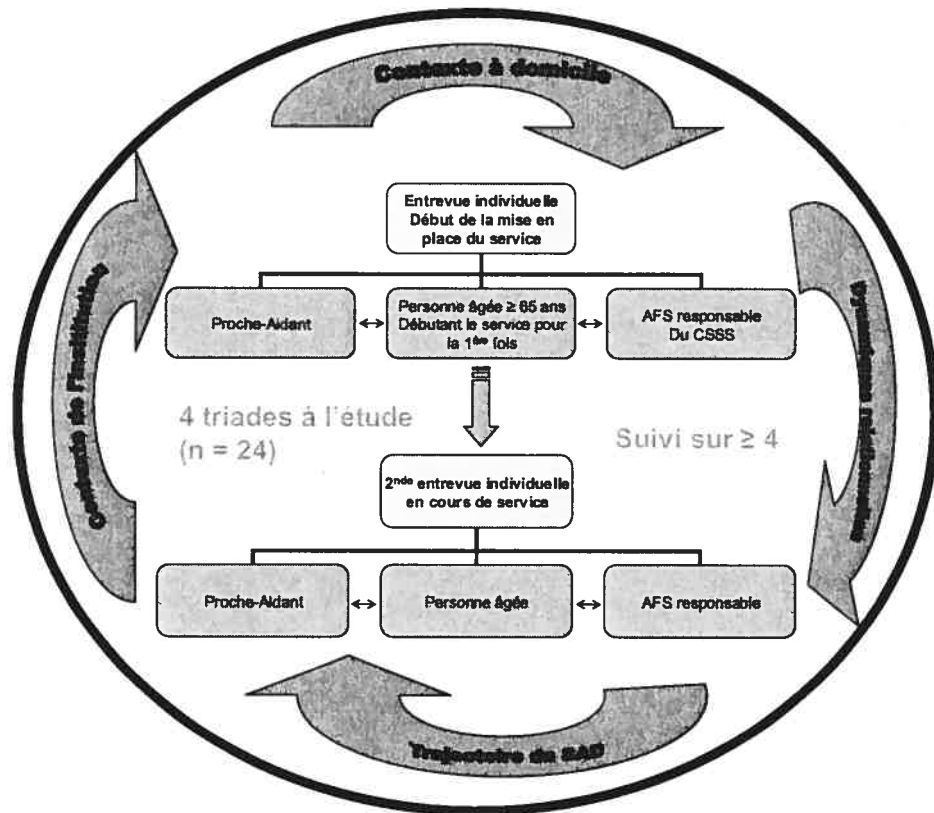 Contexte à domicile
Entrevue individuelle
Début de la mise en
place du service
Contexte de l'institution
Dynamiques relationnelles
Proche-Aidant
Personne âgée ≥ 65 ans
Débutant le service pour
la 1ère fois
AFS responsable
Du CSSS
4 triades à l'étude
(n = 24)
Suivi sur ≥ 4
2nde entrevue individuelle
en cours de service
Proche-Aidant
Personne âgée
AFS responsable
Trajectoire de SAD